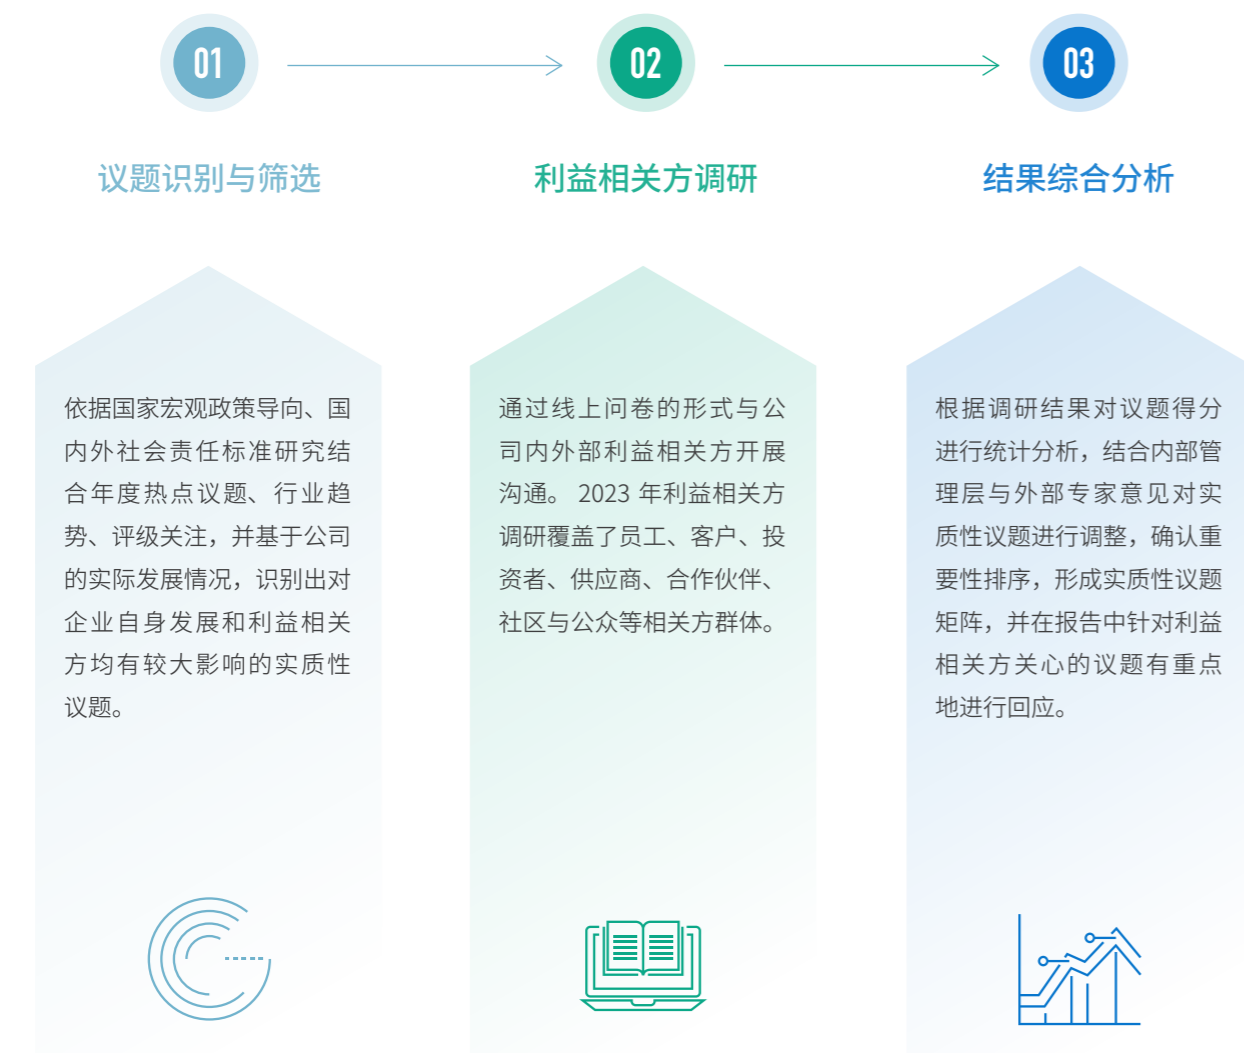 01
02
03
议题识别与筛选
利益相关方调研
结果综合分析
依据国家宏观政策导向、国
内外社会责任标准研究结
合年度热点议题、行业趋
势、评级关注，并基于公司
的实际发展情况，识别出对
企业自身发展和利益相关
方均有较大影响的实质性
议题。
通过线上问卷的形式与公
司内外部利益相关方开展
沟通。 2023 年利益相关方
调研覆盖了员工、客户、投
资者、供应商、合作伙伴、
社区与公众等相关方群体。
根据调研结果对议题得分
进行统计分析，结合内部管
理层与外部专家意见对实
质性议题进行调整，确认重
要性排序，形成实质性议题
矩阵，并在报告中针对利益
相关方关心的议题有重点
地进行回应。